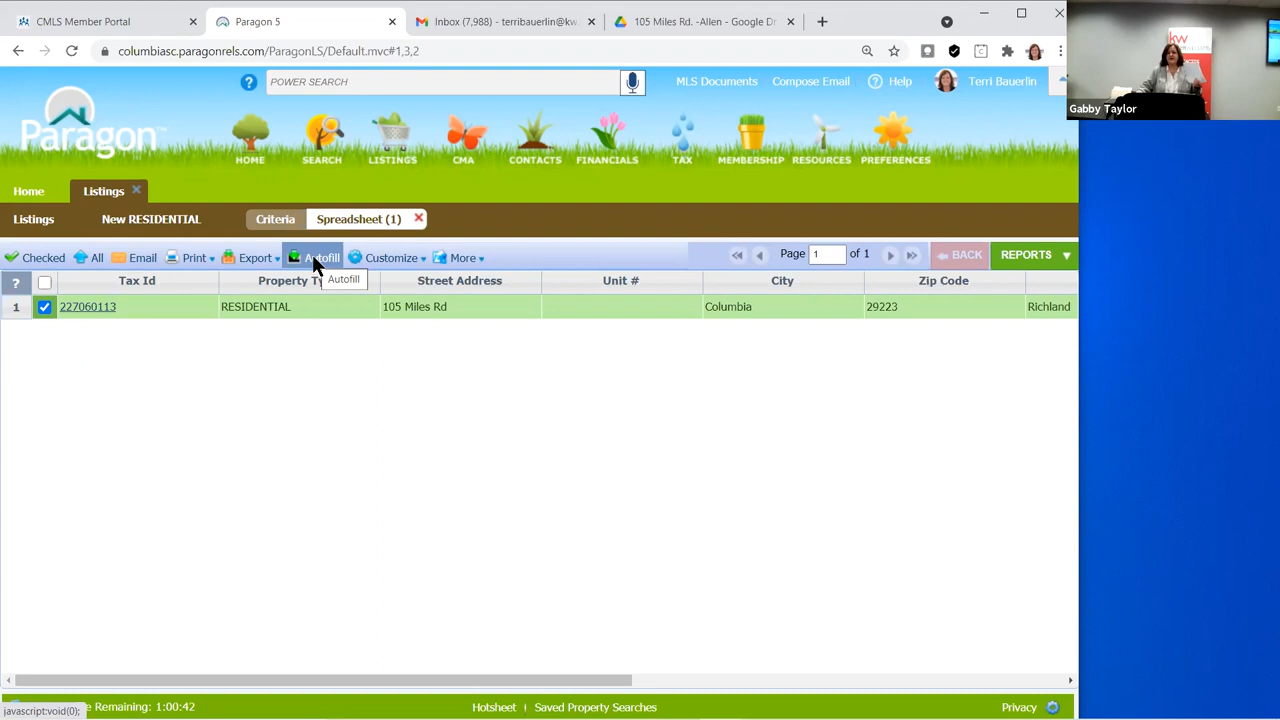 CMLS Member Portal
Paragon 5
Inbox (7,988) - terribauerlin@kw.
105 Miles Rd. -Allen - Google Dr
columbiasc.paragonrels.com/ParagonLS/Default.mvc#1,3,2
POWER SEARCH
MLS Documents
Compose Email
Help
Terri Bauerlin
Paragon
HOME
SEARCH
LISTINGS
CMA
CONTACTS
FINANCIALS
TAX
MEMBERSHIP
RESOURCES
PREFERENCES
kw
Gabby Taylor
Home
Listings
Listings
New RESIDENTIAL
Criteria
Spreadsheet (1)
Checked
All
Email
Print
Export
Autofill
Customize
More
Page 1 of 1
BACK
REPORTS
? Tax Id Property Ty Street Address Unit # City Zip Code
Autofill
1 227060113 RESIDENTIAL 105 Miles Rd Columbia 29223 Richland
e Remaining: 1:00:42
Hotsheet
Saved Property Searches
Privacy
javascript:void(0);